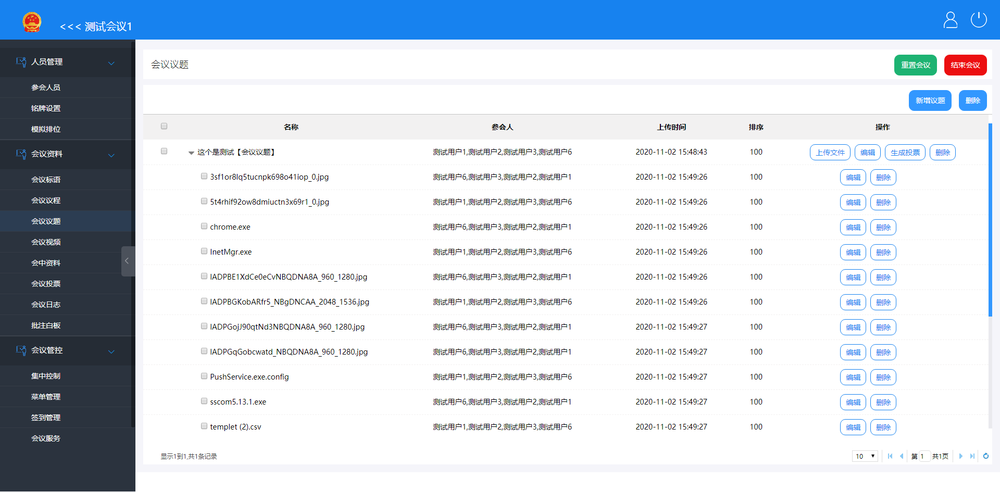 <<< 测试会议1
人员管理
参会人员
铭牌设置
模拟排位
会议资料
会议标语
会议议程
会议议题
会议视频
会中资料
会议投票
会议日志
批注白板
会议管控
集中控制
菜单管理
签到管理
会议服务
会议议题 重置会议 结束会议
新增议题 删除
名称 参会人 上传时间 排序 操作
这个是测试【会议议题】 测试用户1,测试用户2,测试用户3,测试用户6 2020-11-02 15:48:43 100 上传文件 编辑 生成投票 删除
3sf1or8lq5tucnpk698o41iop_0.jpg 测试用户6,测试用户3,测试用户2,测试用户1 2020-11-02 15:49:26 100 编辑 删除
5t4rhif92ow8dmiuctn3x69r1_0.jpg 测试用户1,测试用户2,测试用户3,测试用户6 2020-11-02 15:49:26 100 编辑 删除
chrome.exe 测试用户6,测试用户3,测试用户2,测试用户1 2020-11-02 15:49:26 100 编辑 删除
InetMgr.exe 测试用户1,测试用户2,测试用户3,测试用户6 2020-11-02 15:49:26 100 编辑 删除
lADPBE1XdCe0eCvNBQDNA8A_960_1280.jpg 测试用户6,测试用户3,测试用户2,测试用户1 2020-11-02 15:49:26 100 编辑 删除
lADPBGKobARfr5_NBgDNCAA_2048_1536.jpg 测试用户1,测试用户2,测试用户3,测试用户6 2020-11-02 15:49:26 100 编辑 删除
lADPGojJ90qtNd3NBQDNA8A_960_1280.jpg 测试用户6,测试用户3,测试用户2,测试用户1 2020-11-02 15:49:27 100 编辑 删除
lADPGqGobcwatd_NBQDNA8A_960_1280.jpg 测试用户6,测试用户3,测试用户2,测试用户1 2020-11-02 15:49:27 100 编辑 删除
PushService.exe.config 测试用户1,测试用户2,测试用户3,测试用户6 2020-11-02 15:49:27 100 编辑 删除
sscom5.13.1.exe 测试用户6,测试用户3,测试用户2,测试用户1 2020-11-02 15:49:27 100 编辑 删除
templet (2).csv 测试用户1,测试用户2,测试用户3,测试用户6 2020-11-02 15:49:27 100 编辑 删除
显示1到1,共1条记录 10 第 1 共1页